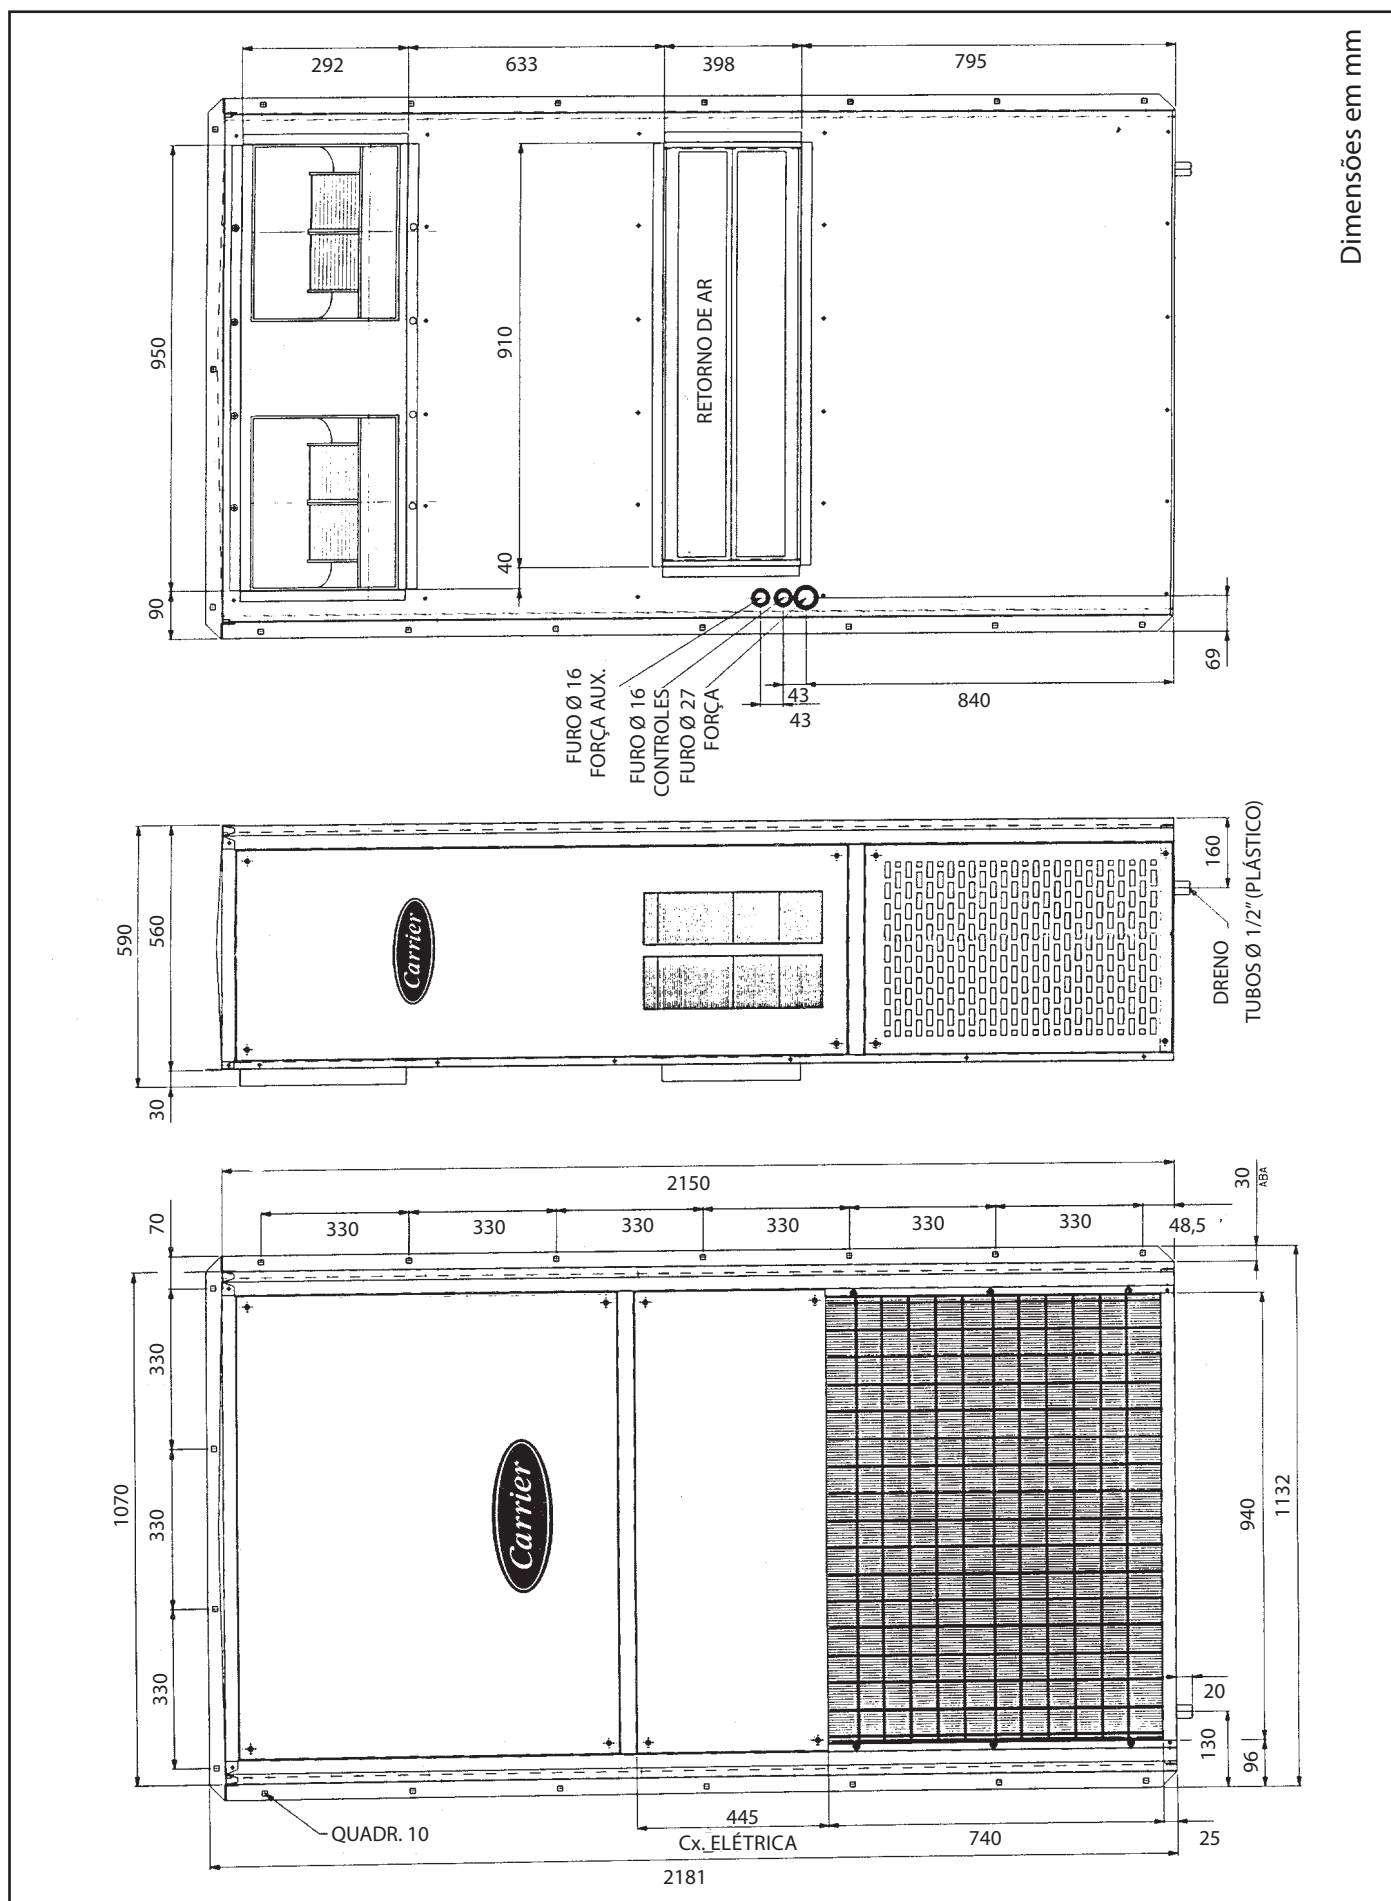 Dimensões em mm
292
633
398
795
950
90
910
40
RETORNO DE AR
FURO Ø 16
FORÇA AUX.
FURO Ø 16
CONTROLES
FURO Ø 27
FORÇA
43
43
840
69
590
560
30
Carrier
160
DRENO
TUBOS Ø 1/2" (PLÁSTICO)
2150
30
ABA
70
330
330
330
330
330
330
48,5
1070
330
330
330
Carrier
940
1132
20
130
96
QUADR. 10
445
Cx. ELÉTRICA
740
25
2181